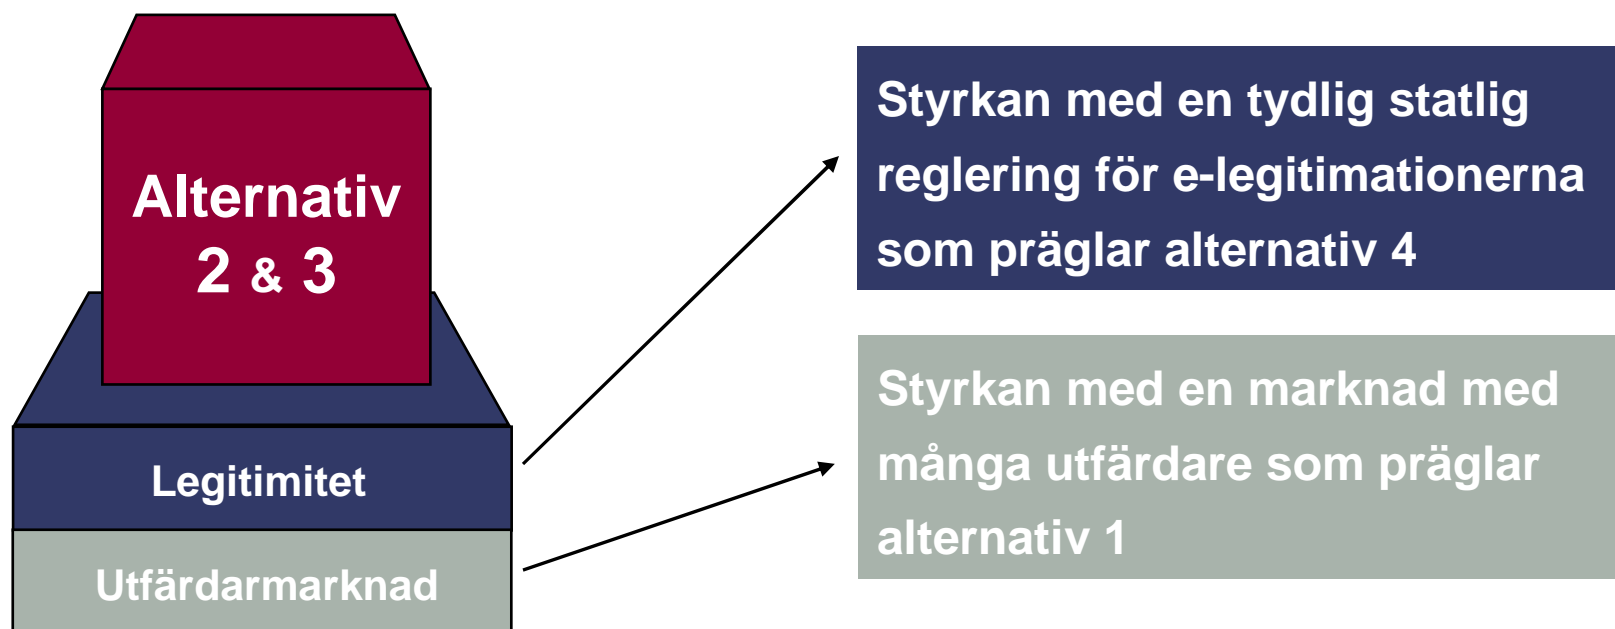 Alternativ
2 & 3
Legitimitet
Utfärdarmarknad
Styrkan med en tydlig statlig
reglering för e-legitimationerna
som präglar alternativ 4
Styrkan med en marknad med
många utfärdare som präglar
alternativ 1